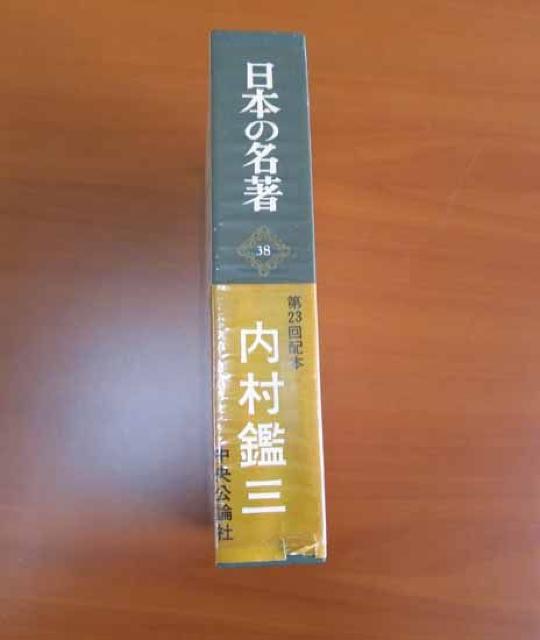 日本の名著
38
第23回配本
内村鑑三
中央公論社